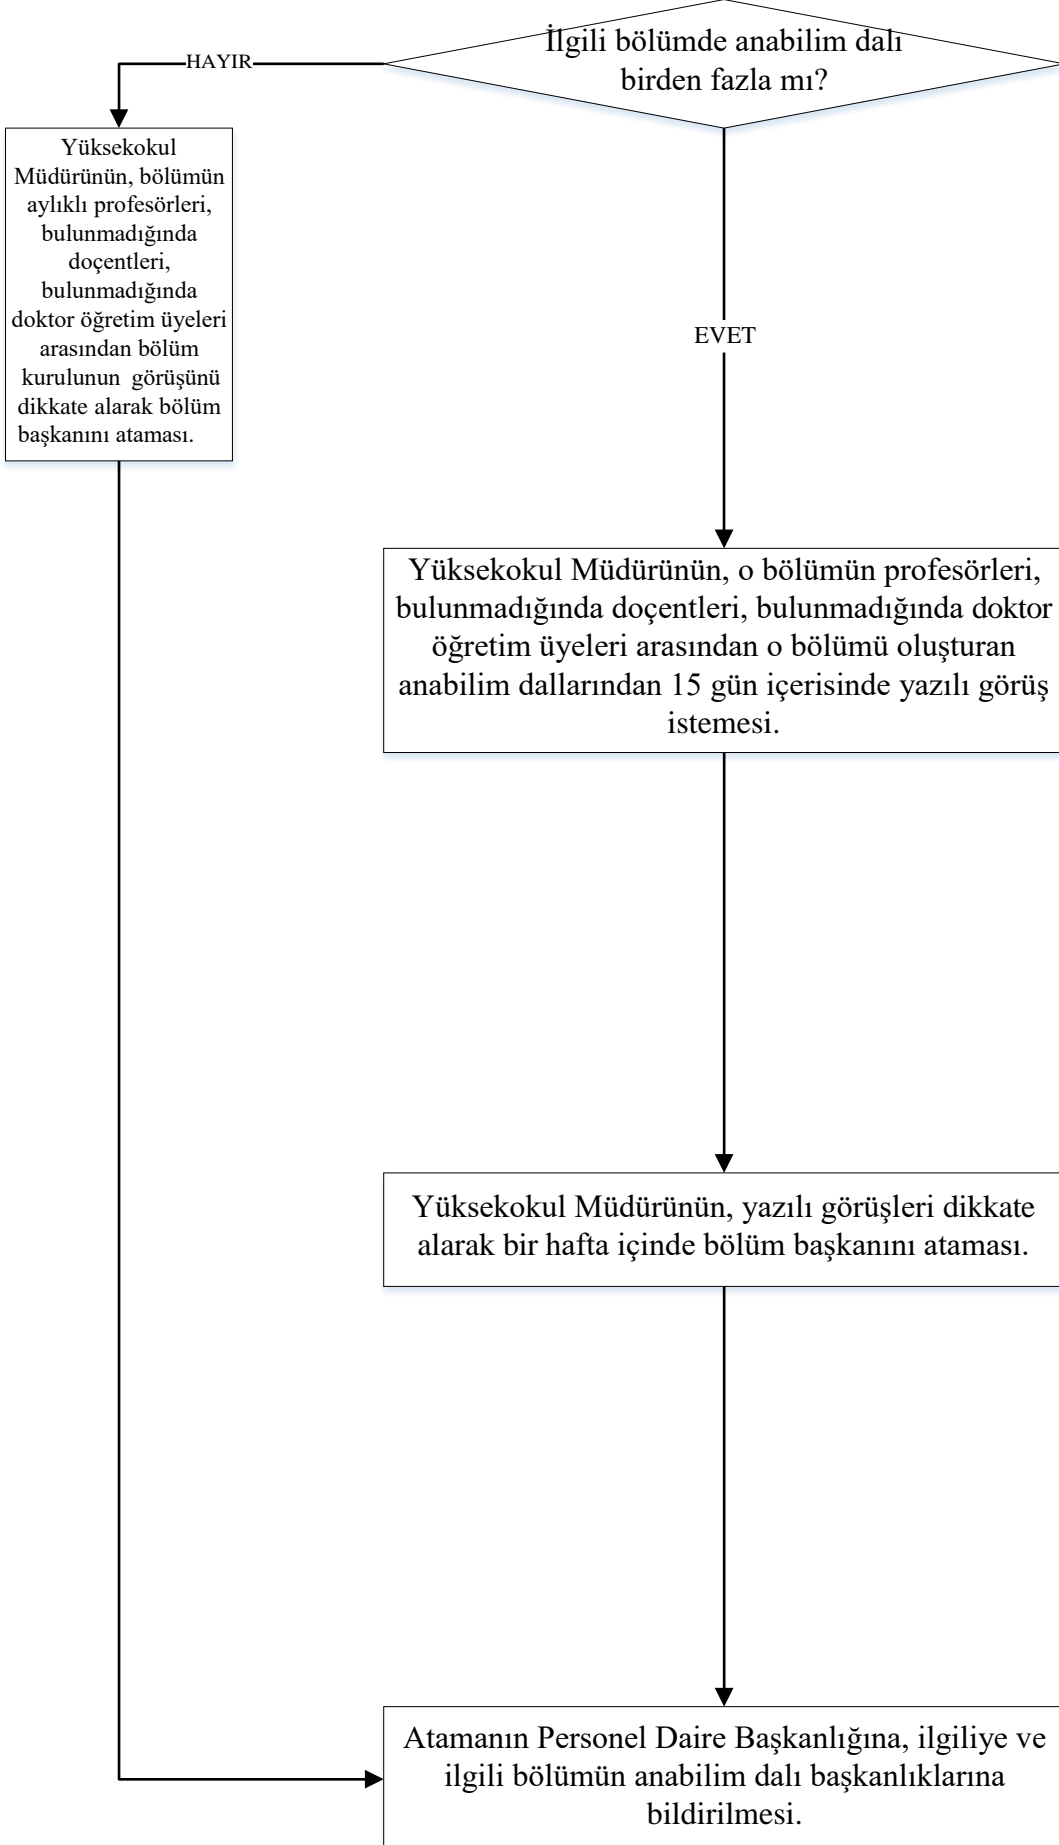 İlgili bölümde anabilim dalı
birden fazla mı?
HAYIR
Yüksekokul
Müdürünün, bölümün
aylıklı profesörleri,
bulunmadığında
doçentleri,
bulunmadığında
doktor öğretim üyeleri
arasından bölüm
kurulunun görüşünü
dikkate alarak bölüm
başkanını ataması.
EVET
Yüksekokul Müdürünün, o bölümün profesörleri,
bulunmadığında doçentleri, bulunmadığında doktor
öğretim üyeleri arasından o bölümü oluşturan
anabilim dallarından 15 gün içerisinde yazılı görüş
istemesi.
Yüksekokul Müdürünün, yazılı görüşleri dikkate
alarak bir hafta içinde bölüm başkanını ataması.
Atamanın Personel Daire Başkanlığına, ilgiliye ve
ilgili bölümün anabilim dalı başkanlıklarına
bildirilmesi.